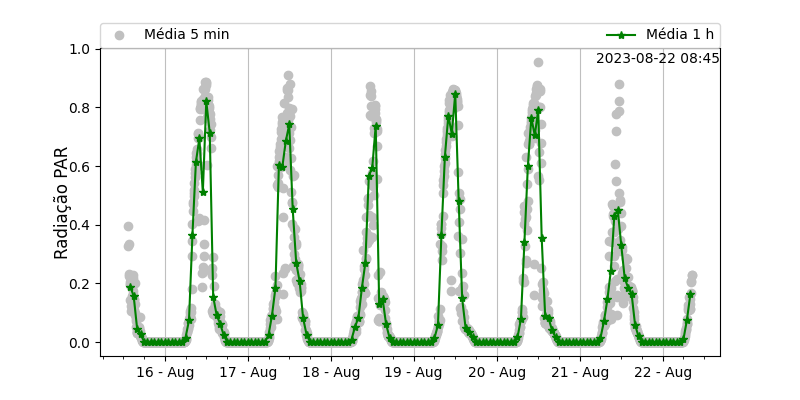 Média 5 min
Média 1 h
2023-08-22 08:45
Radiação PAR
1.0
0.8
0.6
0.4
0.2
0.0
16 - Aug
17 - Aug
18 - Aug
19 - Aug
20 - Aug
21 - Aug
22 - Aug